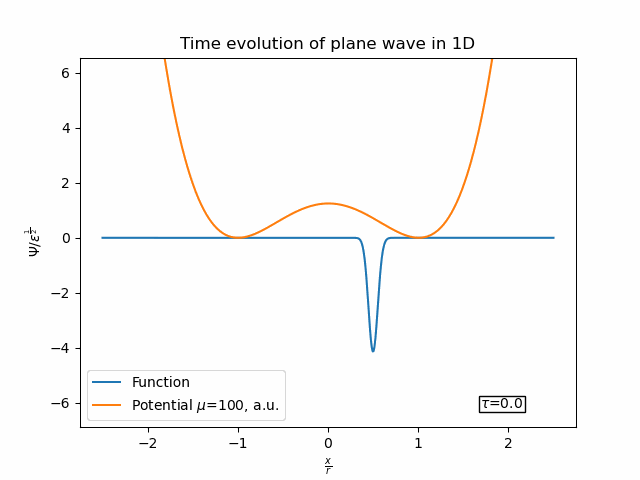 Time evolution of plane wave in 1D
Ψ/ε^{1/2}
6
4
2
0
−2
−4
−6
Function
Potential μ=100, a.u.
τ=0.0
−2
−1
0
1
2
x/r